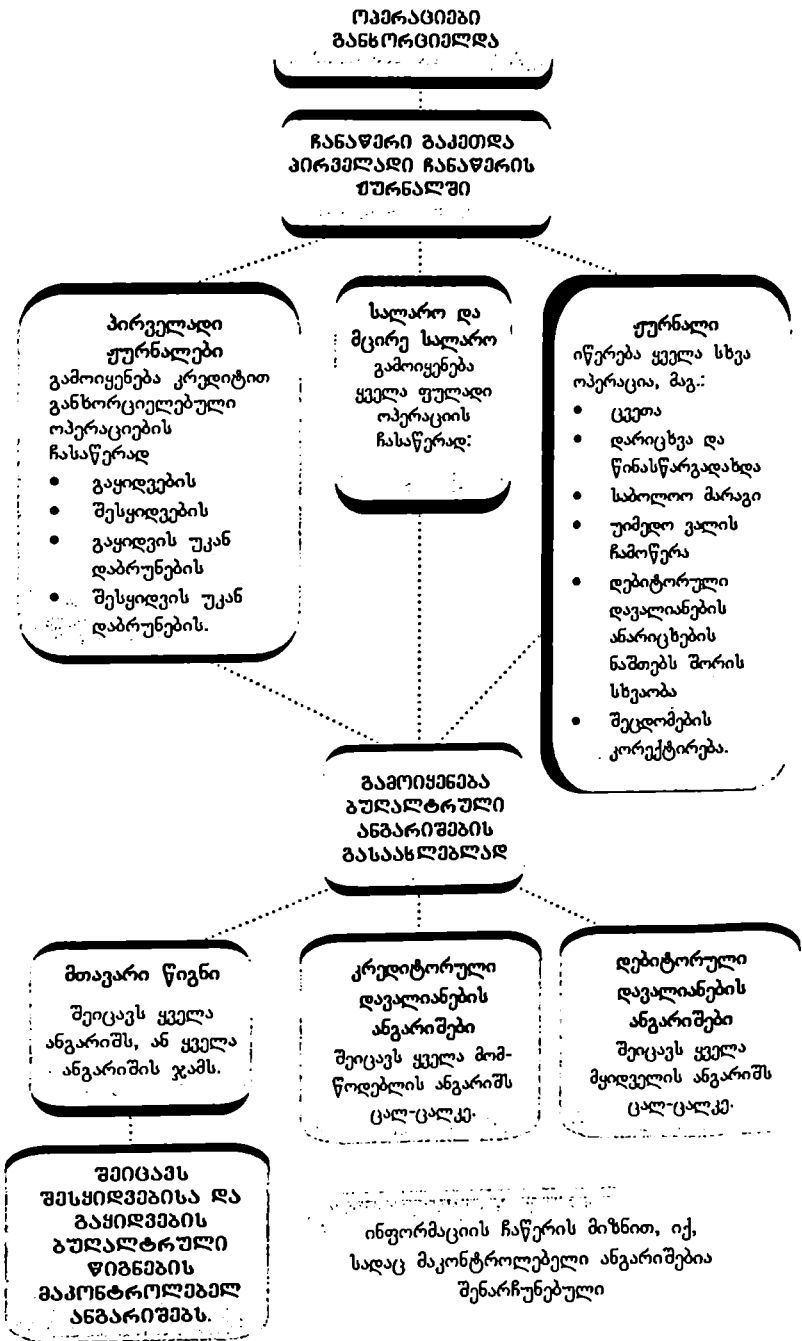 ოპერაციები
განხორციელდა
ჩანაწერი გაკეთდა
პირველადი ჩანაწერის
ჟურნალში
პირველადი
ჟურნალები
გამოიყენება კრედიტით
განხორციელებული
ოპერაციების
ჩასაწერად
• გაყიდვების
• შესყიდვების
• გაყიდვის უკან
დაბრუნების
• შესყიდვის უკან
დაბრუნების.
სალარო და
მცირე სალარო
გამოიყენება
ყველა ფულადი
ოპერაციის
ჩასაწერად:
ჟურნალი
იწერება ყველა სხვა
ოპერაცია, მაგ.:
• ცვეთა
• დარიცხვა და
წინასწარგადახდა
• საბოლოო მარაგი
• უიმედო ვალის
ჩამოწერა
• დებიტორული
დავალიანების
ანარიცხების
ნაშთებს შორის
სხვაობა
• შეცდომების
კორექტირება.
გამოიყენება
ბუღალტრული
ანგარიშების
გასაახლებლად
მთავარი წიგნი
შეიცავს ყველა
ანგარიშს, ან ყველა
ანგარიშის ჯამს.
კრედიტორული
დავალიანების
ანგარიშები
შეიცავს ყველა მომ-
წოდებლის ანგარიშს
ცალ-ცალკე.
დებიტორული
დავალიანების
ანგარიშები
შეიცავს ყველა
მყიდველის ანგარიშს
ცალ-ცალკე.
შეიცავს
შესყიდვებისა და
გაყიდვების
ბუღალტრული
წიგნების
მაკონტროლებელ
ანგარიშებს.
ინფორმაციის ჩაწერის მიზნით, იქ,
სადაც მაკონტროლებელი ანგარიშებია
შენარჩუნებული